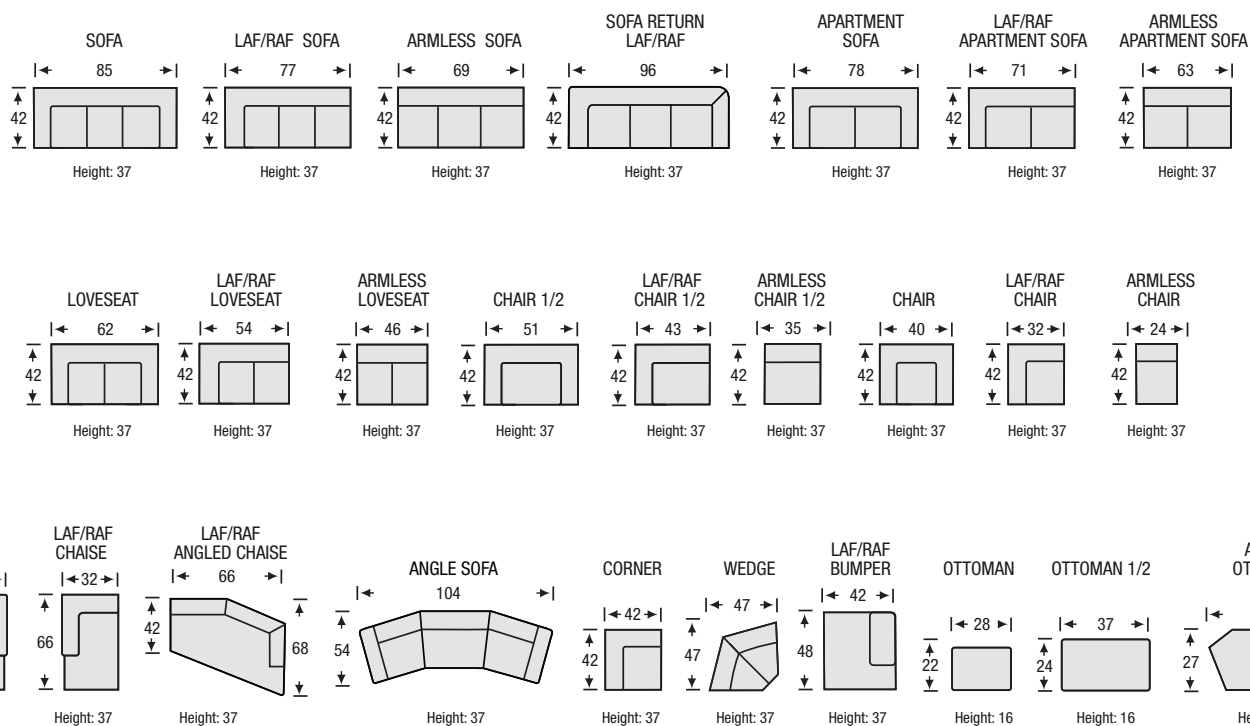 SOFA
85
42
Height: 37
LAF/RAF SOFA
77
42
Height: 37
ARMLESS SOFA
69
42
Height: 37
SOFA RETURN
LAF/RAF
96
42
Height: 37
APARTMENT
SOFA
78
42
Height: 37
LAF/RAF
APARTMENT SOFA
71
42
Height: 37
ARMLESS
APARTMENT SOFA
63
42
Height: 37
LOVESEAT
62
42
Height: 37
LAF/RAF
LOVESEAT
54
42
Height: 37
ARMLESS
LOVESEAT
46
42
Height: 37
CHAIR 1/2
51
42
Height: 37
LAF/RAF
CHAIR 1/2
43
42
Height: 37
ARMLESS
CHAIR 1/2
35
42
Height: 37
CHAIR
40
42
Height: 37
LAF/RAF
CHAIR
32
42
Height: 37
ARMLESS
CHAIR
24
42
Height: 37
LAF/RAF
CHAISE
32
66
Height: 37
LAF/RAF
ANGLED CHAISE
66
42
68
Height: 37
ANGLE SOFA
104
54
Height: 37
CORNER
42
42
Height: 37
WEDGE
47
47
Height: 37
LAF/RAF
BUMPER
42
48
Height: 37
OTTOMAN
28
22
Height: 16
OTTOMAN 1/2
37
24
Height: 16
27